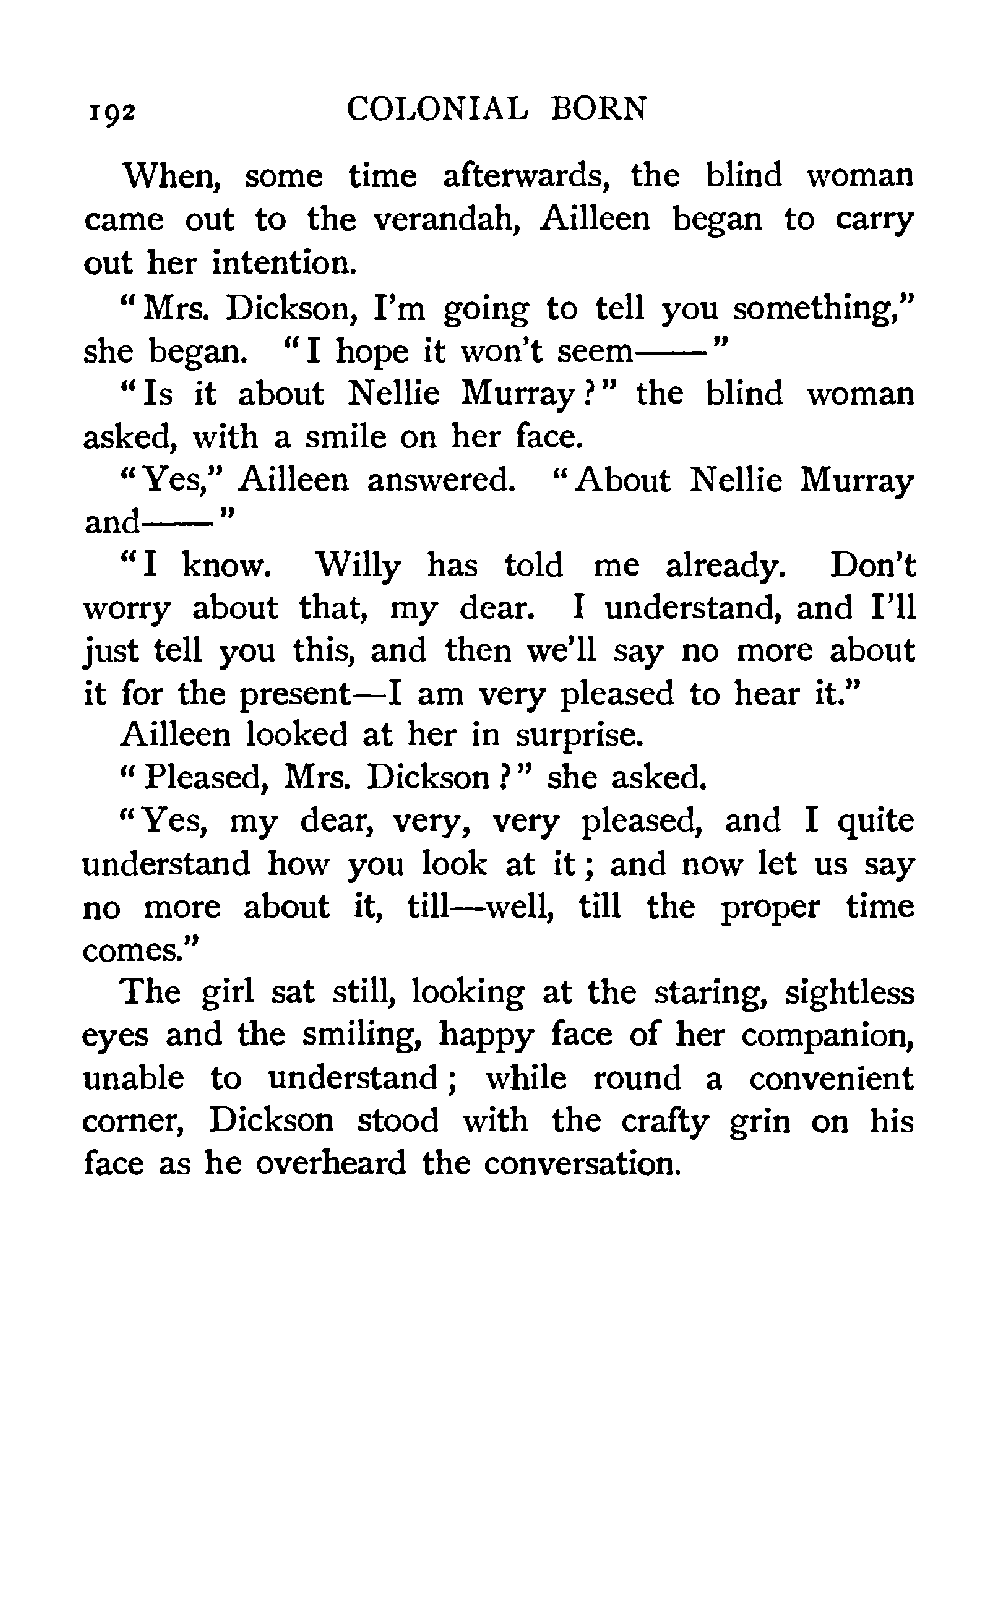 192 COLONIAL BORN
When, some time afterwards, the blind woman
came out to the verandah, Ailleen began to carry
out her intention.
“Mrs. Dickson, I’m going to tell you something,”
she began. “I hope it won’t seem——”
“Is it about Nellie Murray?” the blind woman
asked, with a smile on her face.
“Yes,” Ailleen answered. “About Nellie Murray
and——”
“I know. Willy has told me already. Don’t
worry about that, my dear. I understand, and I’ll
just tell you this, and then we’ll say no more about
it for the present—I am very pleased to hear it.”
Ailleen looked at her in surprise.
“Pleased, Mrs. Dickson?” she asked.
“Yes, my dear, very, very pleased, and I quite
understand how you look at it; and now let us say
no more about it, till—well, till the proper time
comes.”
The girl sat still, looking at the staring, sightless
eyes and the smiling, happy face of her companion,
unable to understand; while round a convenient
corner, Dickson stood with the crafty grin on his
face as he overheard the conversation.